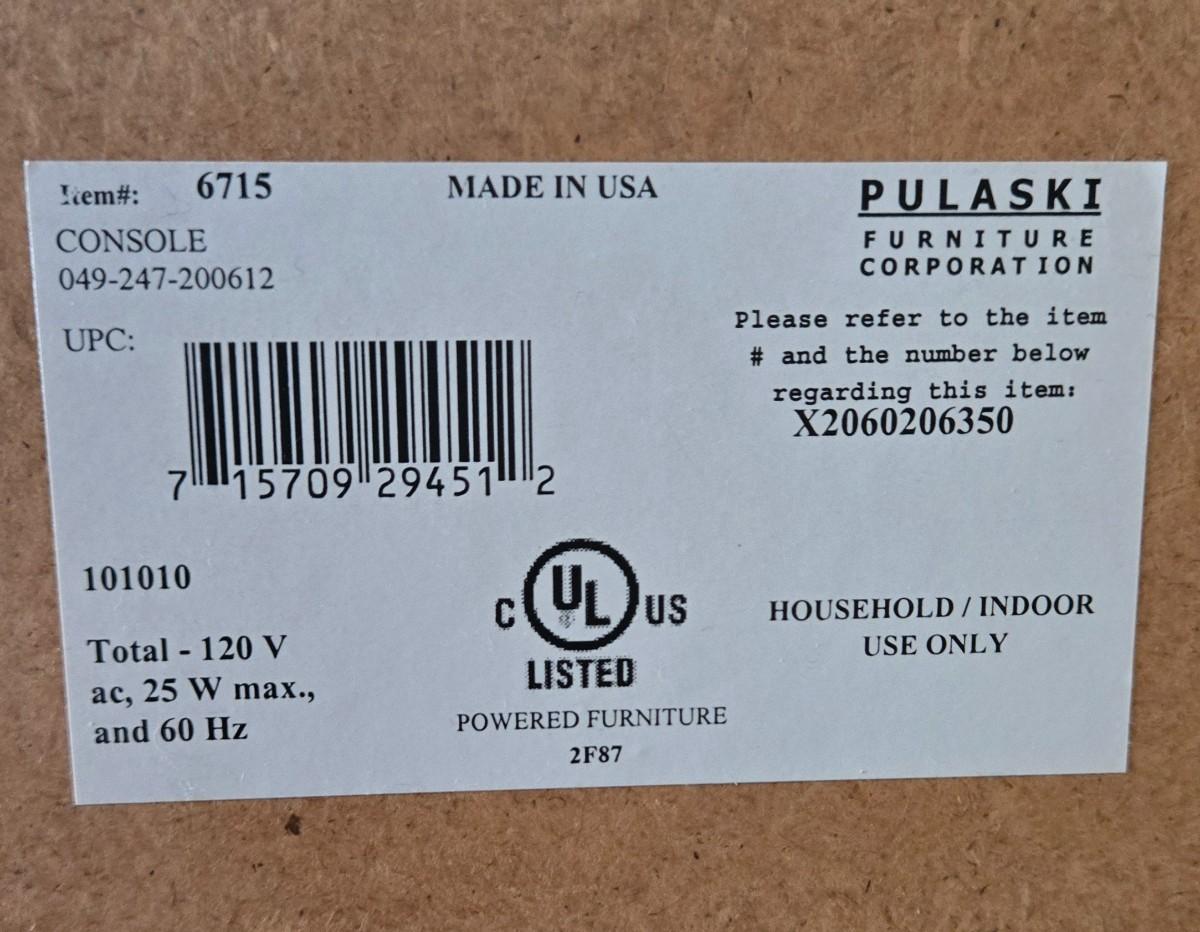 Item#: 6715
MADE IN USA
CONSOLE
049-247-200612
PULASKI
FURNITURE
CORPORATION
UPC:
7 15709 29451 2
Please refer to the item
# and the number below
regarding this item:
X2060206350
101010
Total - 120 V
ac, 25 W max.,
and 60 Hz
C UL US
LISTED
POWERED FURNITURE
2F87
HOUSEHOLD / INDOOR
USE ONLY